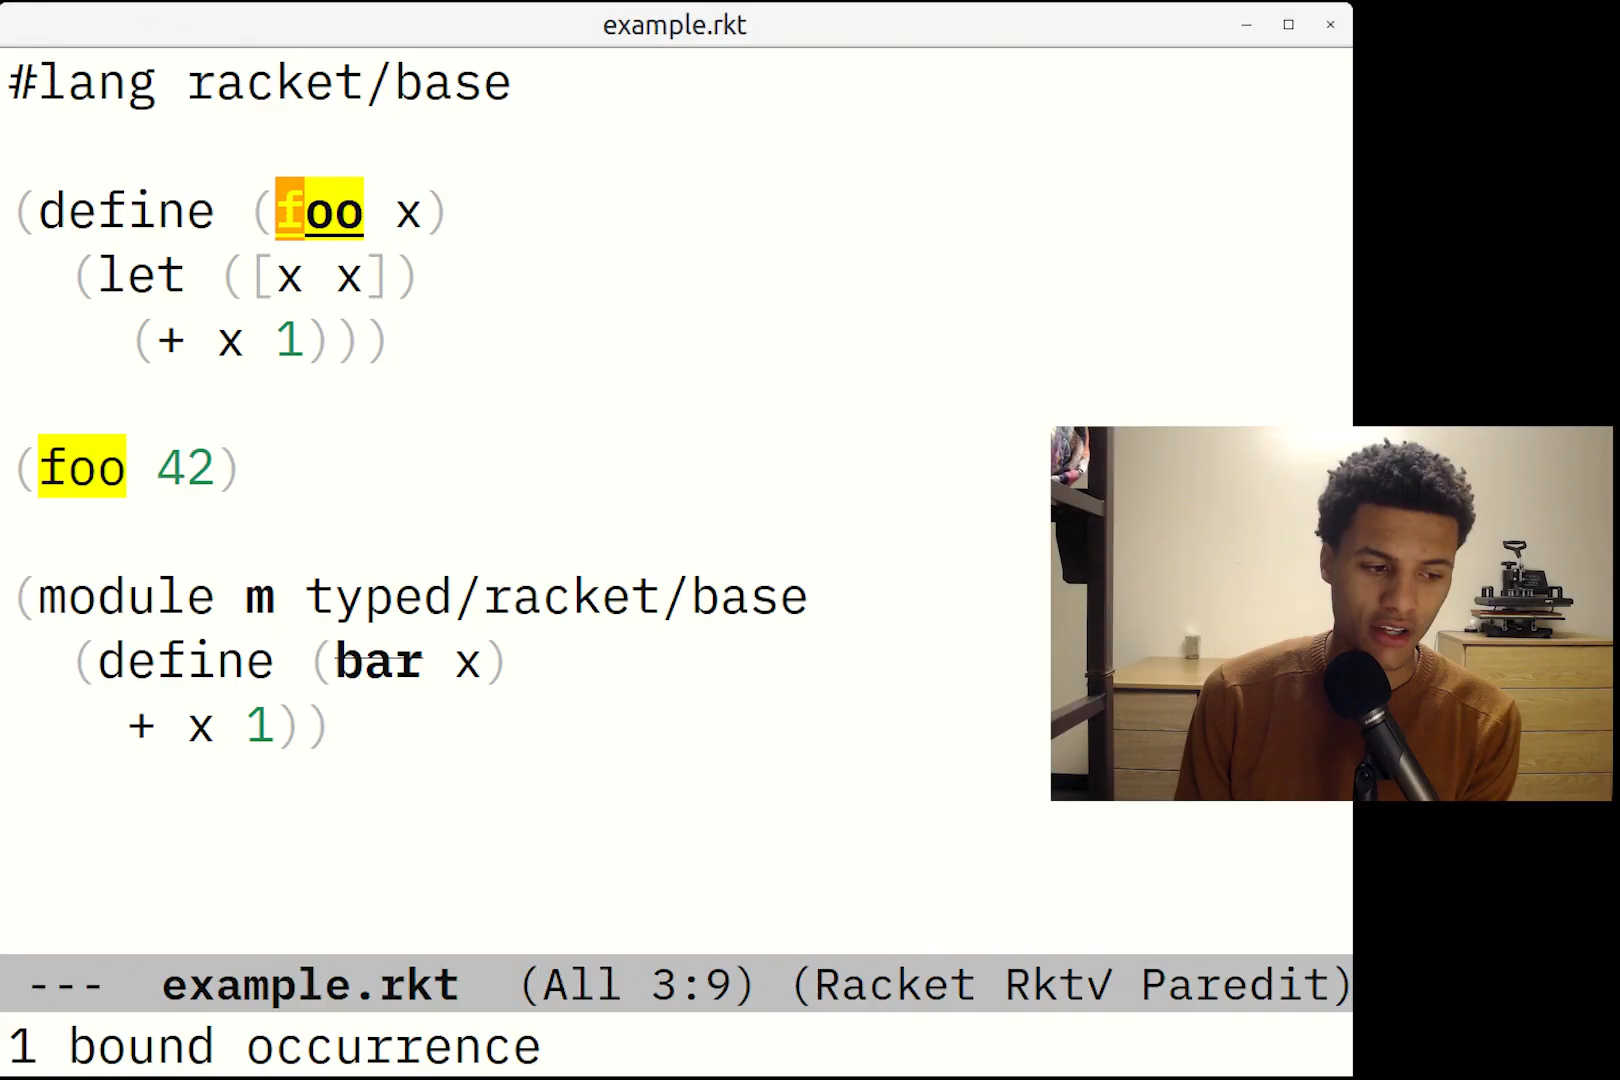 example.rkt
#lang racket/base
(define (foo x)
(let ([x x])
(+ x 1)))
(foo 42)
(module m typed/racket/base
(define (bar x)
+ x 1))
--- example.rkt (All 3:9) (Racket Rkt✓ Paredit)
1 bound occurrence